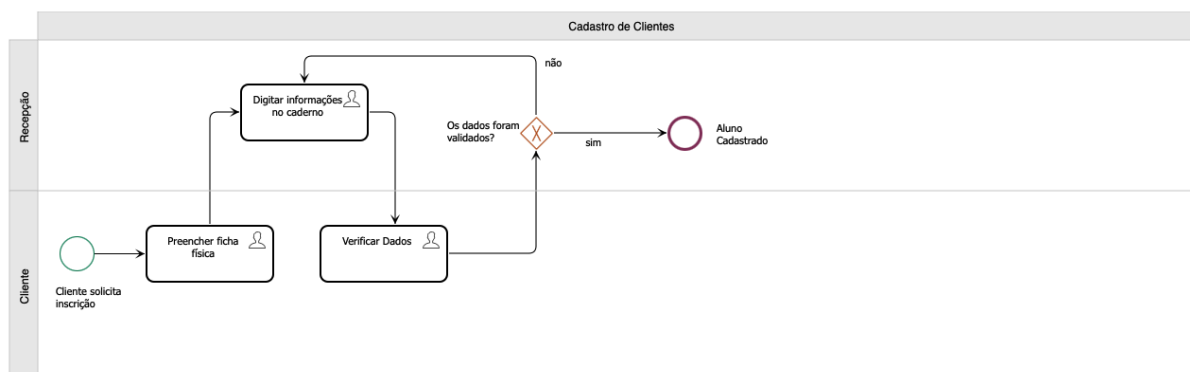 Cadastro de Clientes
Recepção
Digitar informações
no caderno
não
Os dados foram
validados?
sim
Aluno
Cadastrado
Cliente
Preencher ficha
física
Verificar Dados
Cliente solicita
inscrição